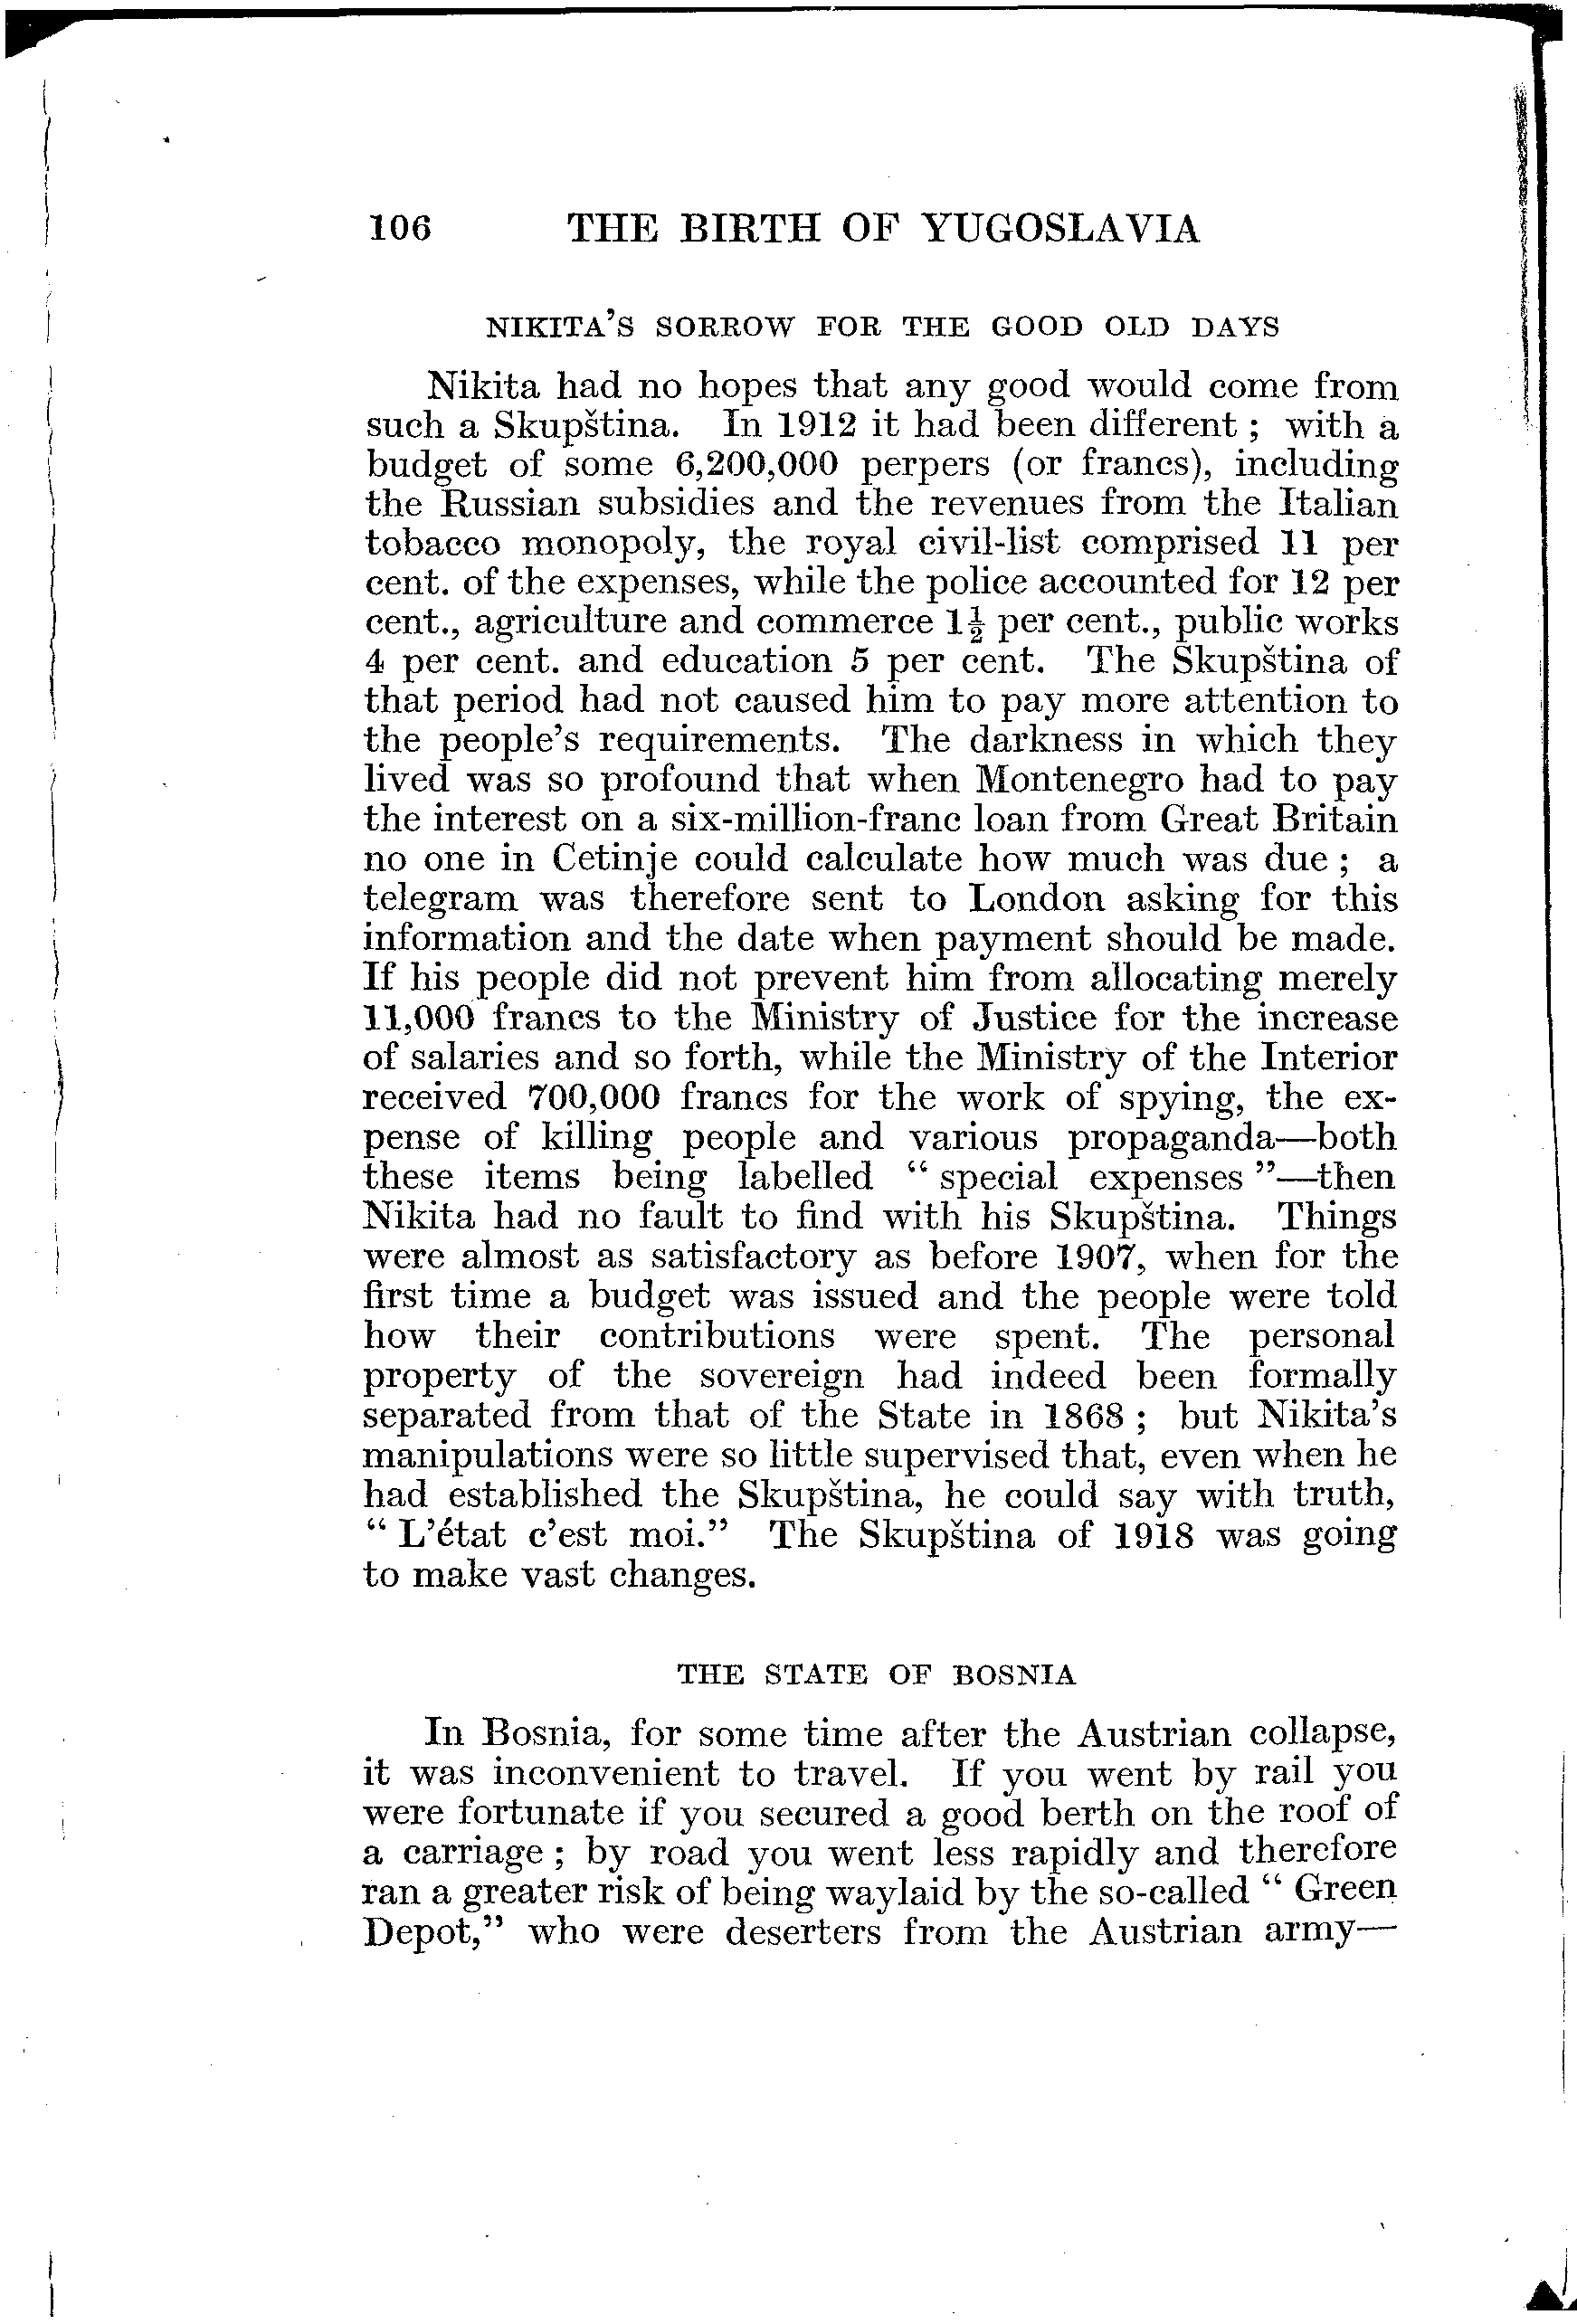 106 THE BIRTH OF YUGOSLAVIA
NIKITA'S SORROW FOR THE GOOD OLD DAYS
Nikita had no hopes that any good would come from
such a Skupština. In 1912 it had been different ; with a
budget of some 6,200,000 perpers (or francs), including
the Russian subsidies and the revenues from the Italian
tobacco monopoly, the royal civil-list comprised 11 per
cent. of the expenses, while the police accounted for 12 per
cent., agriculture and commerce 1½ per cent., public works
4 per cent. and education 5 per cent. The Skupština of
that period had not caused him to pay more attention to
the people's requirements. The darkness in which they
lived was so profound that when Montenegro had to pay
the interest on a six-million-franc loan from Great Britain
no one in Cetinje could calculate how much was due ; a
telegram was therefore sent to London asking for this
information and the date when payment should be made.
If his people did not prevent him from allocating merely
11,000 francs to the Ministry of Justice for the increase
of salaries and so forth, while the Ministry of the Interior
received 700,000 francs for the work of spying, the ex-
pense of killing people and various propaganda—both
these items being labelled “ special expenses ”—then
Nikita had no fault to find with his Skupština. Things
were almost as satisfactory as before 1907, when for the
first time a budget was issued and the people were told
how their contributions were spent. The personal
property of the sovereign had indeed been formally
separated from that of the State in 1868 ; but Nikita's
manipulations were so little supervised that, even when he
had established the Skupština, he could say with truth,
“ L'état c'est moi.” The Skupština of 1918 was going
to make vast changes.
THE STATE OF BOSNIA
In Bosnia, for some time after the Austrian collapse,
it was inconvenient to travel. If you went by rail you
were fortunate if you secured a good berth on the roof of
a carriage ; by road you went less rapidly and therefore
ran a greater risk of being waylaid by the so-called “ Green
Depot,” who were deserters from the Austrian army—